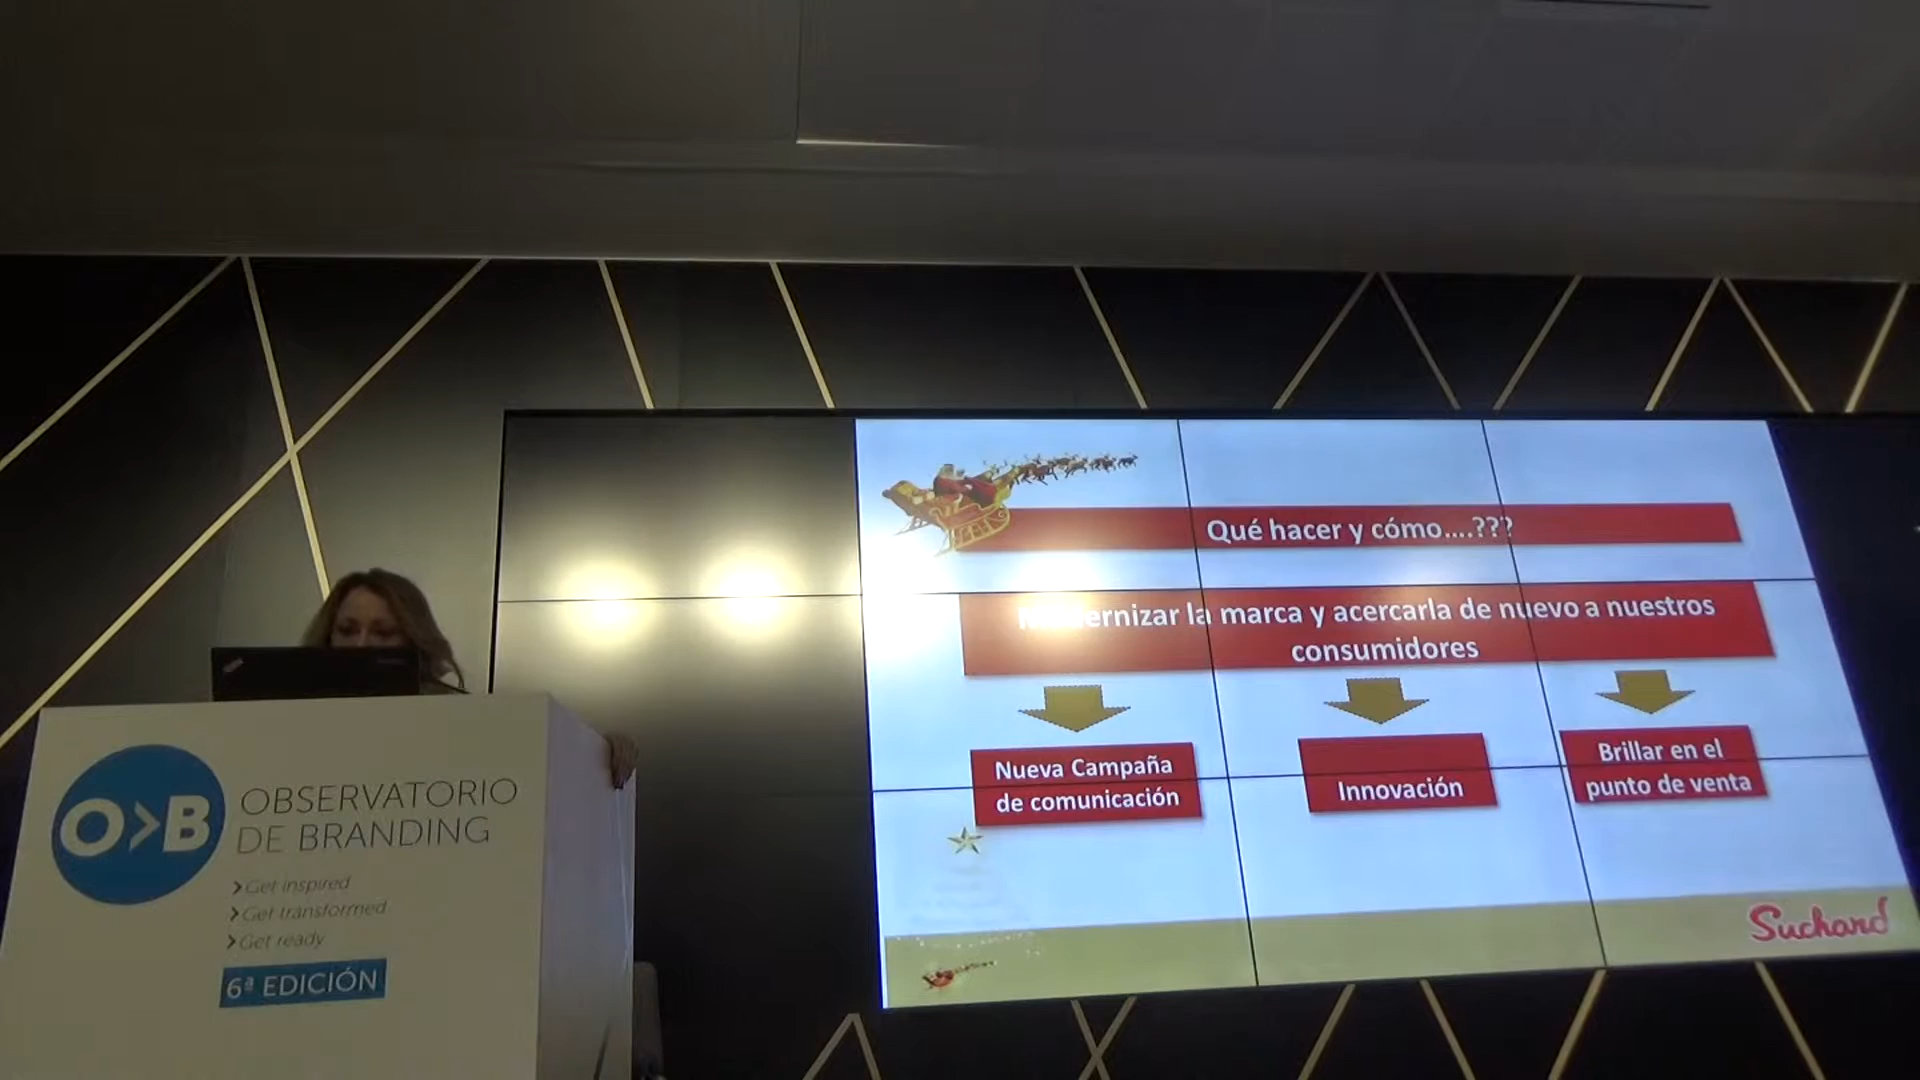 Qué hacer y cómo....???
ernizar la marca y acercarla de nuevo a nuestros
consumidores
Nueva Campaña
de comunicación
Innovación
Brillar en el
punto de venta
Suchard
O>B
OBSERVATORIO
DE BRANDING
>Get inspired
>Get transformed
>Get ready
6ª EDICIÓN